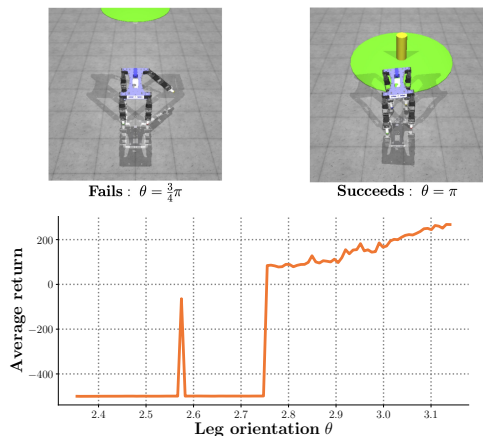 Fails : θ = 3/4 π
Succeeds : θ = π
Average return
200
0
−200
−400
2.4 2.5 2.6 2.7 2.8 2.9 3.0 3.1
Leg orientation θ